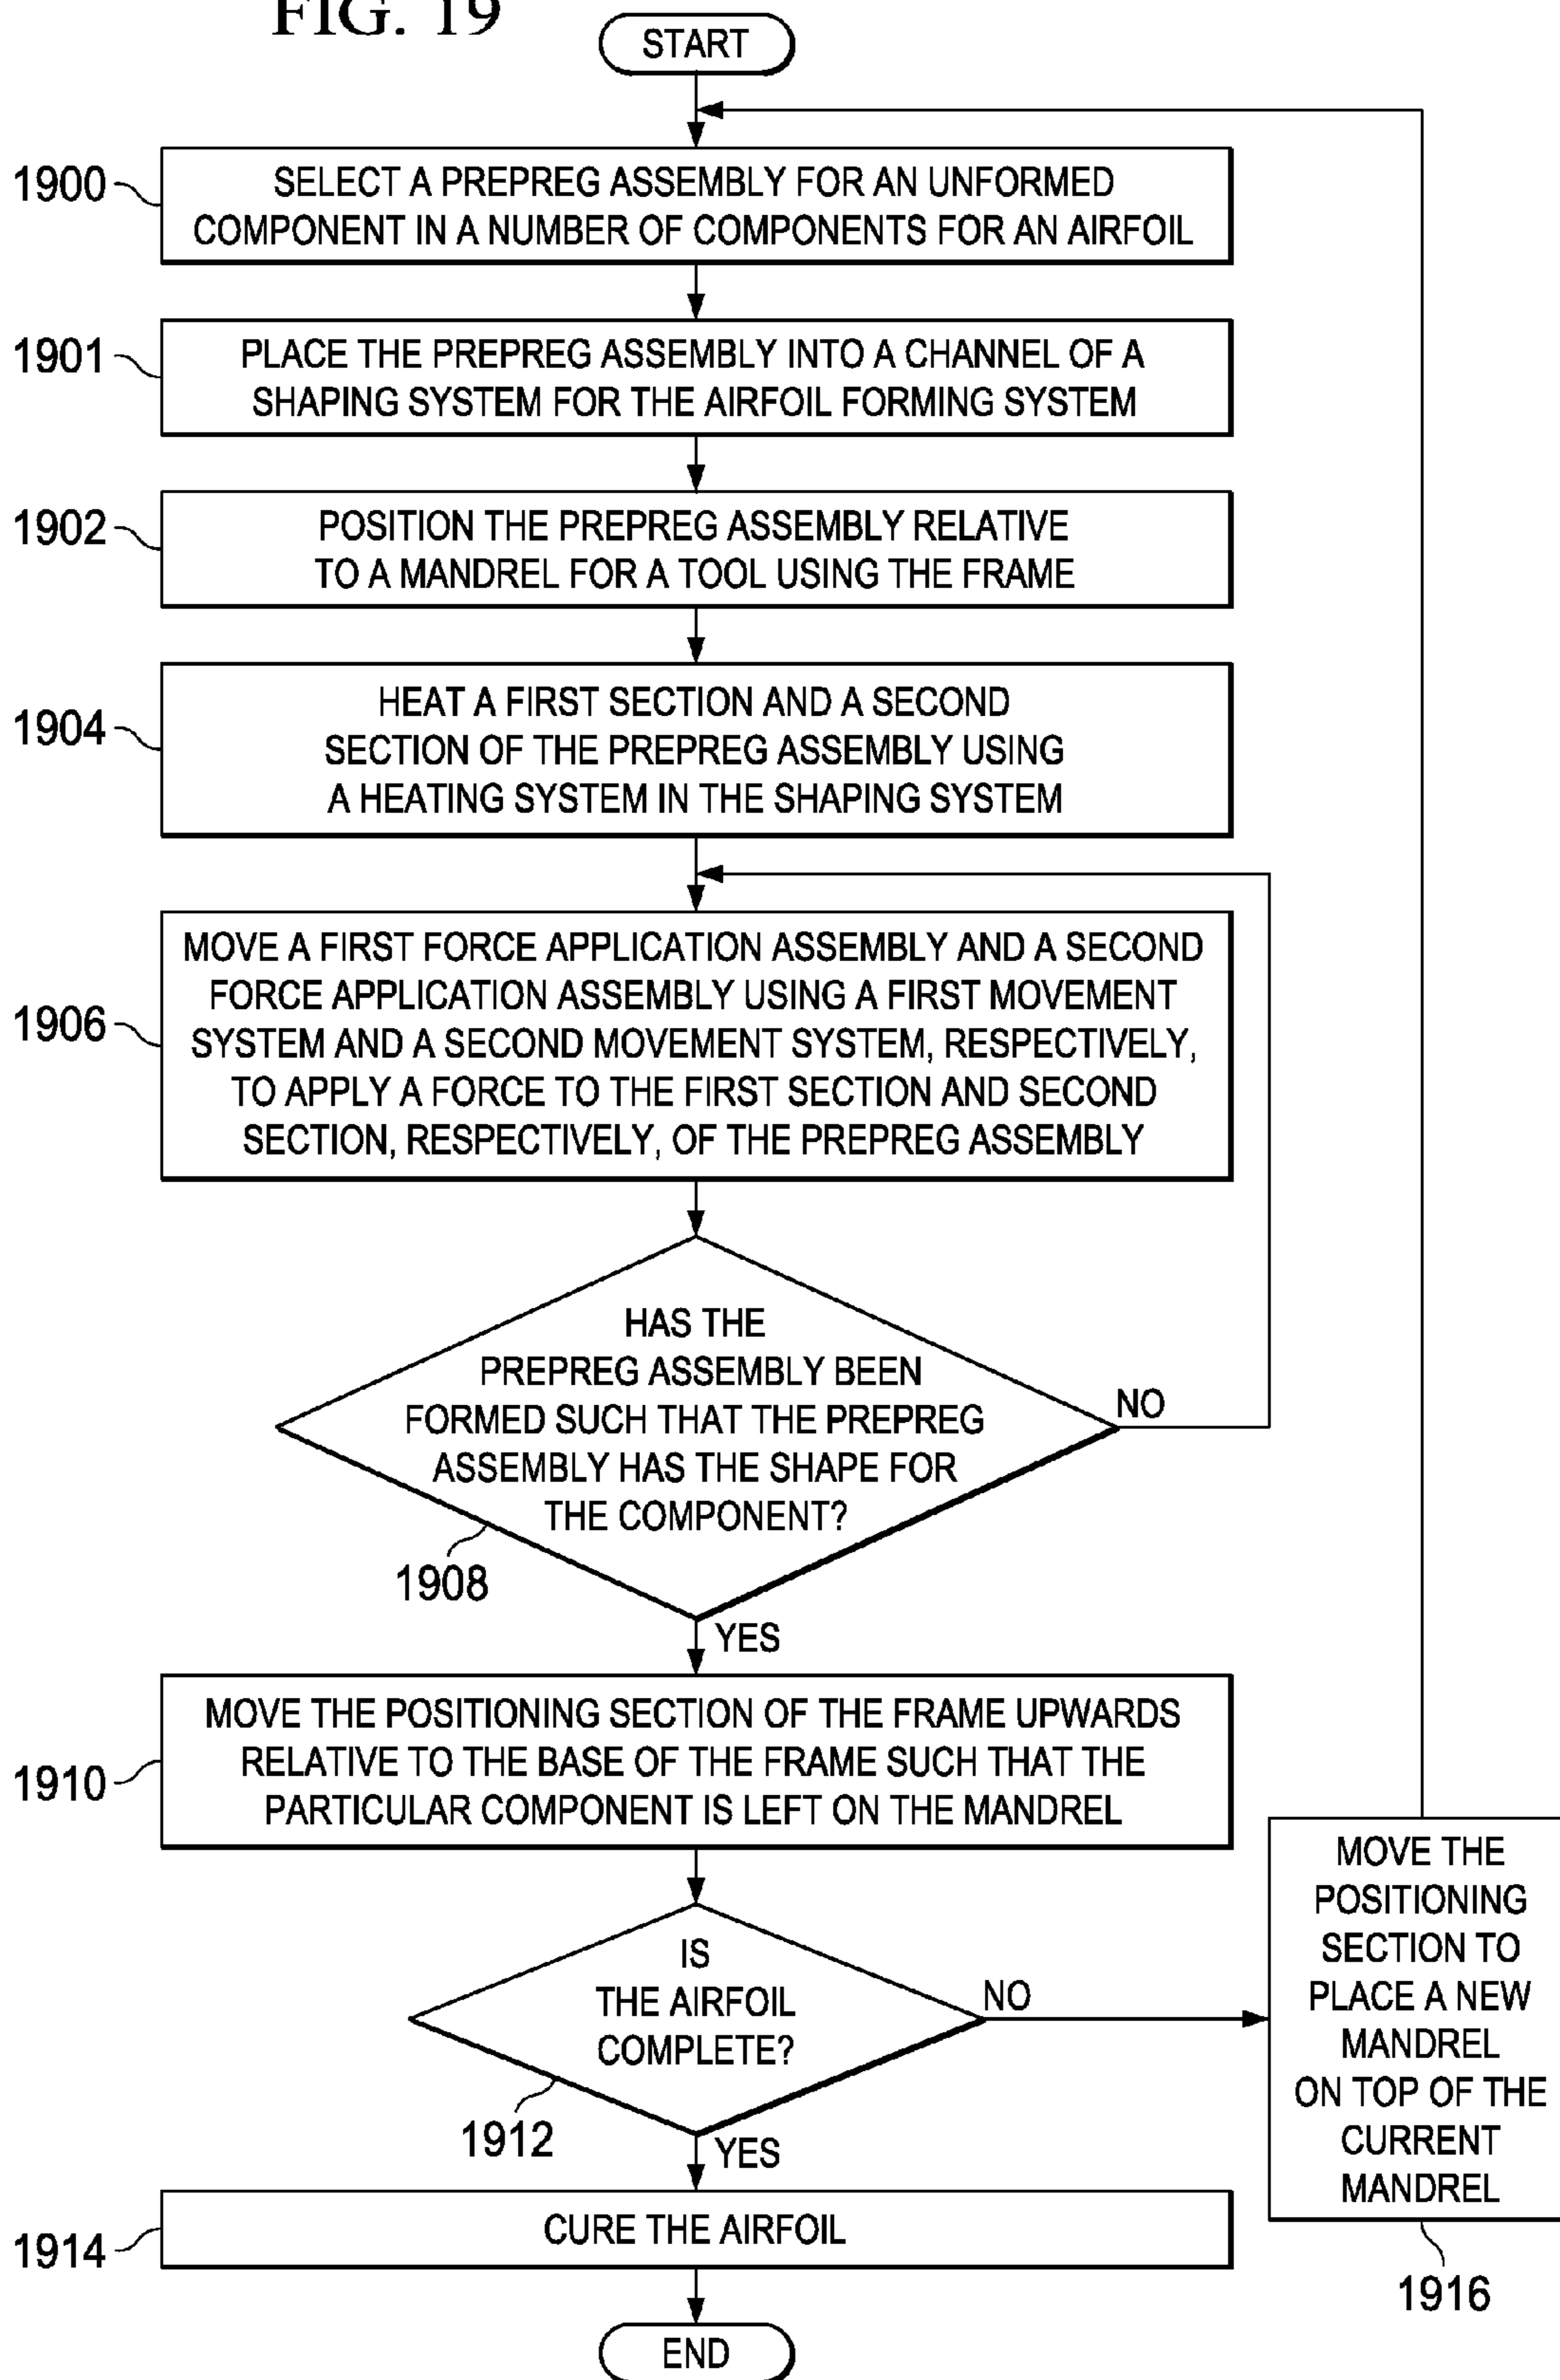 FIG. 19
START
1900
SELECT A PREPREG ASSEMBLY FOR AN UNFORMED
COMPONENT IN A NUMBER OF COMPONENTS FOR AN AIRFOIL
1901
PLACE THE PREPREG ASSEMBLY INTO A CHANNEL OF A
SHAPING SYSTEM FOR THE AIRFOIL FORMING SYSTEM
1902
POSITION THE PREPREG ASSEMBLY RELATIVE
TO A MANDREL FOR A TOOL USING THE FRAME
1904
HEAT A FIRST SECTION AND A SECOND
SECTION OF THE PREPREG ASSEMBLY USING
A HEATING SYSTEM IN THE SHAPING SYSTEM
1906
MOVE A FIRST FORCE APPLICATION ASSEMBLY AND A SECOND
FORCE APPLICATION ASSEMBLY USING A FIRST MOVEMENT
SYSTEM AND A SECOND MOVEMENT SYSTEM, RESPECTIVELY,
TO APPLY A FORCE TO THE FIRST SECTION AND SECOND
SECTION, RESPECTIVELY, OF THE PREPREG ASSEMBLY
HAS THE
PREPREG ASSEMBLY BEEN
FORMED SUCH THAT THE PREPREG
ASSEMBLY HAS THE SHAPE FOR
THE COMPONENT?
NO
1908
YES
1910
MOVE THE POSITIONING SECTION OF THE FRAME UPWARDS
RELATIVE TO THE BASE OF THE FRAME SUCH THAT THE
PARTICULAR COMPONENT IS LEFT ON THE MANDREL
IS
THE AIRFOIL
COMPLETE?
NO
1912
YES
MOVE THE
POSITIONING
SECTION TO
PLACE A NEW
MANDREL
ON TOP OF THE
CURRENT
MANDREL
1916
1914
CURE THE AIRFOIL
END